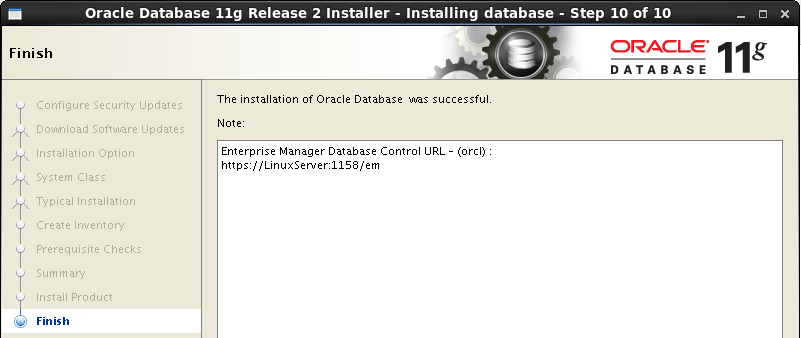 Oracle Database 11g Release 2 Installer - Installing database - Step 10 of 10
Finish
ORACLE
DATABASE 11g
Configure Security Updates
Download Software Updates
Installation Option
System Class
Typical Installation
Create Inventory
Prerequisite Checks
Summary
Install Product
Finish
The installation of Oracle Database was successful.
Note:
Enterprise Manager Database Control URL - (orcl) :
https://LinuxServer:1158/em